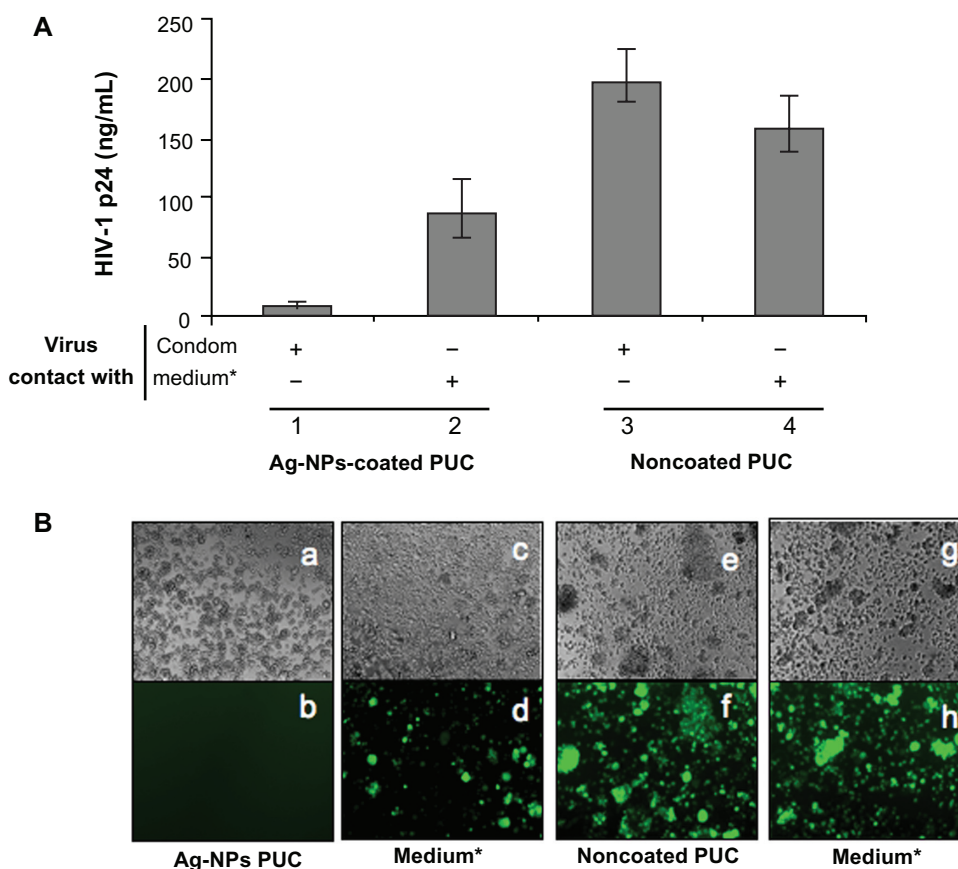 A
HIV-1 p24 (ng/mL)
250
200
150
100
50
0
Virus contact with
Condom + – + –
medium* – + – +
1 2 3 4
Ag-NPs-coated PUC Noncoated PUC
B
a c e g
b d f h
Ag-NPs PUC Medium* Noncoated PUC Medium*